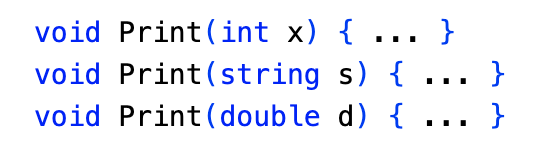 void Print(int x) { ... }
void Print(string s) { ... }
void Print(double d) { ... }